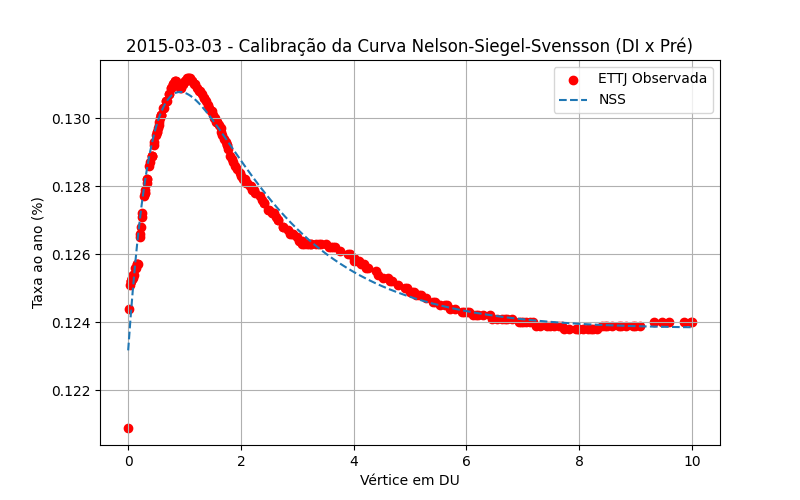 2015-03-03 - Calibração da Curva Nelson-Siegel-Svensson (DI x Pré)
ETTJ Observada
NSS
Taxa ao ano (%)
0.130
0.128
0.126
0.124
0.122
0 2 4 6 8 10
Vértice em DU